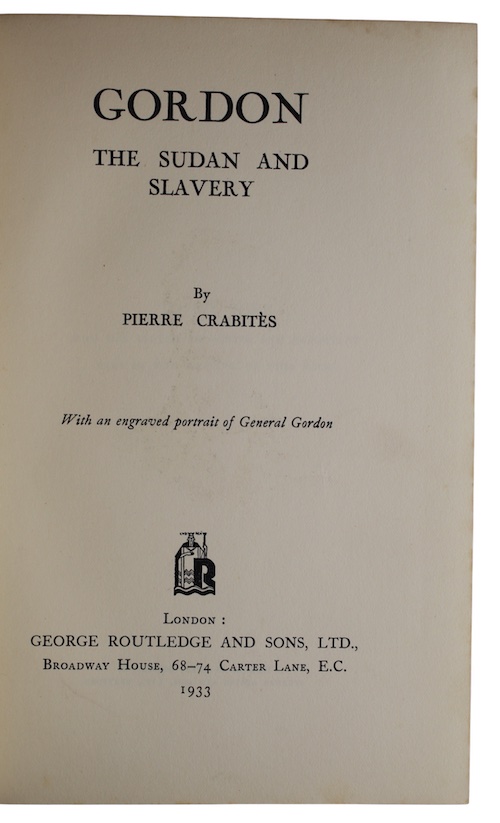 GORDON
THE SUDAN AND
SLAVERY
By
PIERRE CRABITÈS
With an engraved portrait of General Gordon
R
London :
GEORGE ROUTLEDGE AND SONS, LTD.,
Broadway House, 68–74 Carter Lane, E.C.
1933